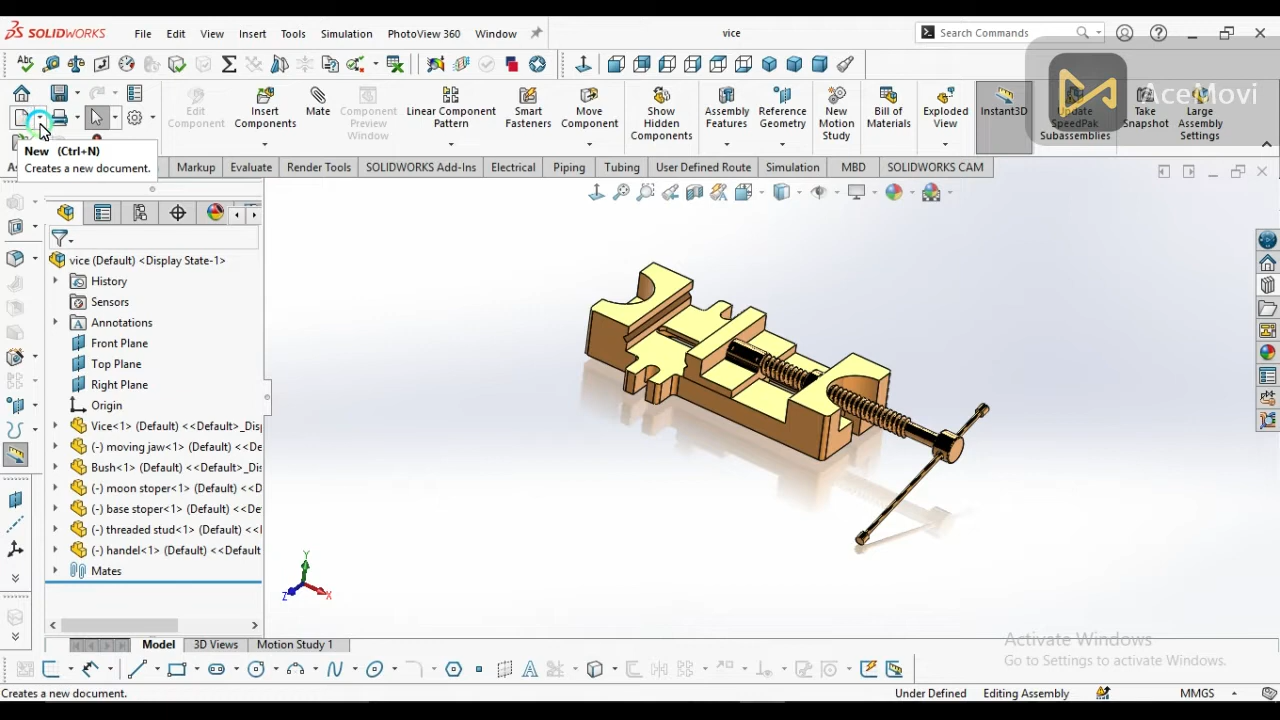 SOLIDWORKS
File
Edit
View
Insert
Tools
Simulation
PhotoView 360
Window
vice
Search Commands
AceMovi
Edit Component
Insert Components
Mate
Component Preview Window
Linear Component Pattern
Smart Fasteners
Move Component
Show Hidden Components
Assembly Features
Reference Geometry
New Motion Study
Bill of Materials
Exploded View
Instant3D
Update SpeedPak Subassemblies
Take Snapshot
Large Assembly Settings
New (Ctrl+N)
Creates a new document.
Markup
Evaluate
Render Tools
SOLIDWORKS Add-Ins
Electrical
Piping
Tubing
User Defined Route
Simulation
MBD
SOLIDWORKS CAM
vice (Default) <Display State-1>
History
Sensors
Annotations
Front Plane
Top Plane
Right Plane
Origin
Vice<1> (Default) <<Default>_Disp
(-) moving jaw<1> (Default) <<De
Bush<1> (Default) <<Default>_Dis
(-) moon stoper<1> (Default) <<D
(-) base stoper<1> (Default) <<De
(-) threaded stud<1> (Default) <<
(-) handel<1> (Default) <<Default
Mates
Y
Z
X
Model
3D Views
Motion Study 1
Activate Windows
Go to Settings to activate Windows.
Creates a new document.
Under Defined
Editing Assembly
MMGS